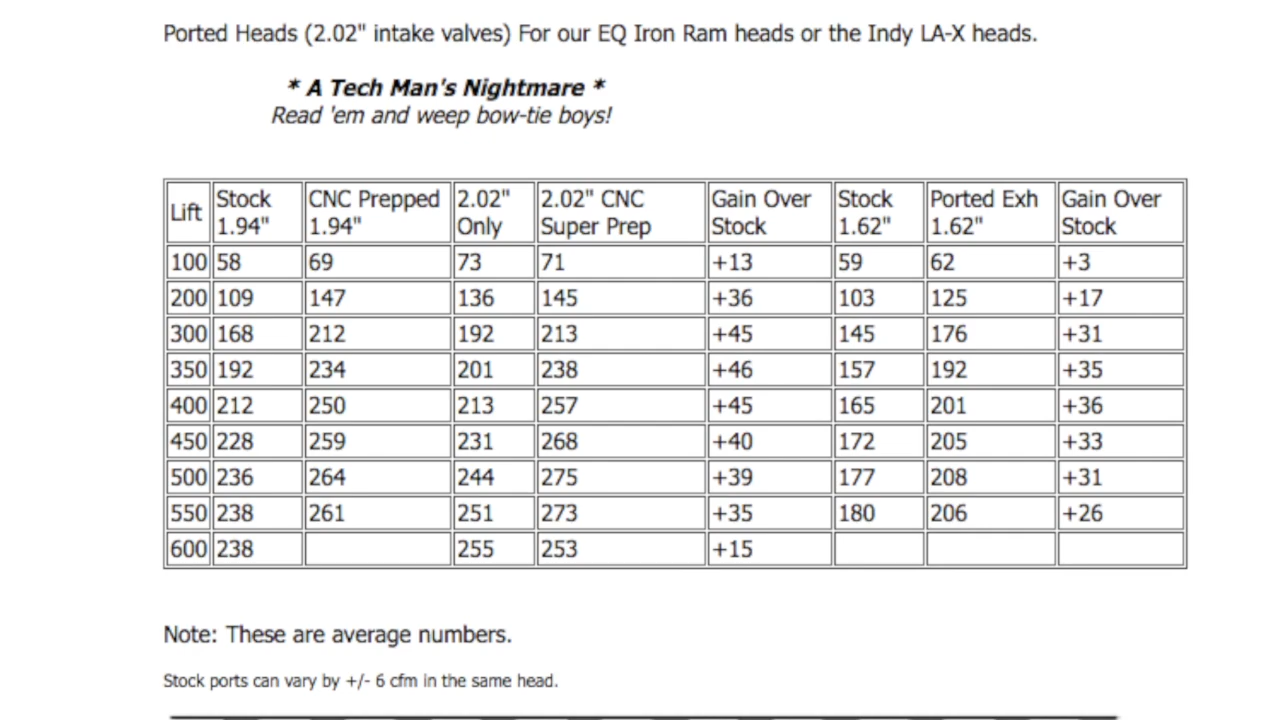 Ported Heads (2.02" intake valves) For our EQ Iron Ram heads or the Indy LA-X heads.
* A Tech Man's Nightmare *
Read 'em and weep bow-tie boys!
Lift Stock 1.94" CNC Prepped 1.94" 2.02" Only 2.02" CNC Super Prep Gain Over Stock Stock 1.62" Ported Exh 1.62" Gain Over Stock
100 58 69 73 71 +13 59 62 +3
200 109 147 136 145 +36 103 125 +17
300 168 212 192 213 +45 145 176 +31
350 192 234 201 238 +46 157 192 +35
400 212 250 213 257 +45 165 201 +36
450 228 259 231 268 +40 172 205 +33
500 236 264 244 275 +39 177 208 +31
550 238 261 251 273 +35 180 206 +26
600 238 255 253 +15
Note: These are average numbers.
Stock ports can vary by +/- 6 cfm in the same head.